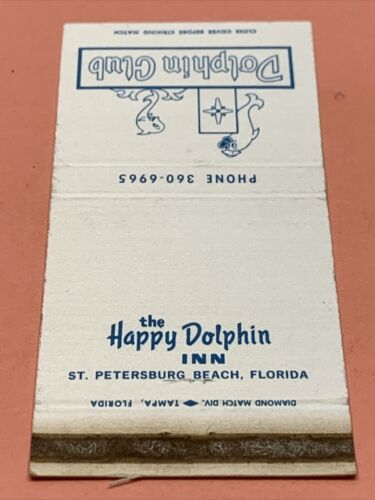 CLOSE COVER BEFORE STRIKING MATCH
Dolphin Club
PHONE 360-6965
the
Happy Dolphin
INN
ST. PETERSBURG BEACH, FLORIDA
DIAMOND MATCH DIV. TAMPA, FLORIDA